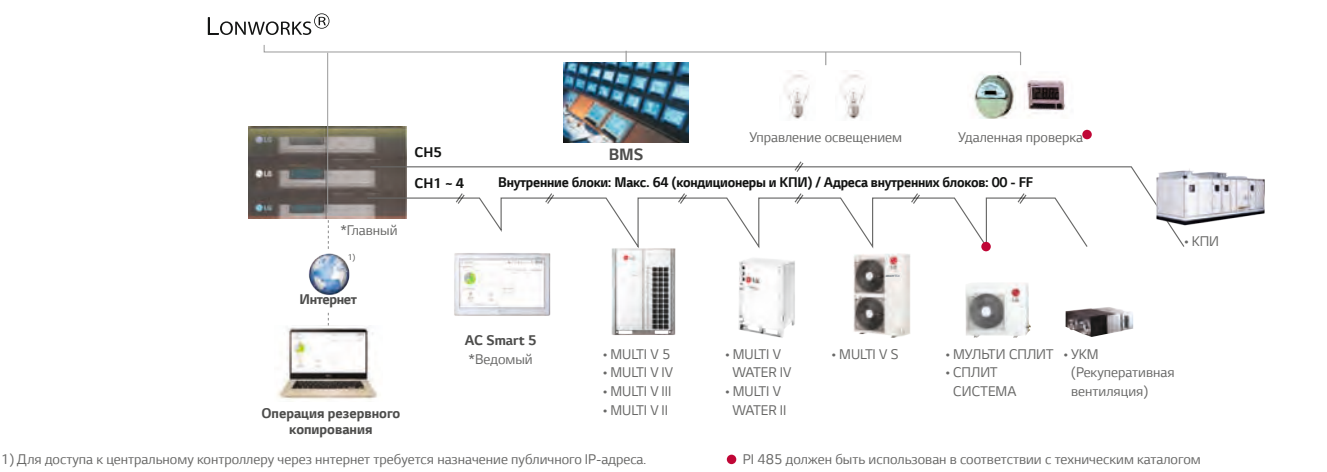 LONWORKS®
BMS
Управление освещением
Удаленная проверка
CH5
CH1 ~ 4
Внутренние блоки: Макс. 64 (кондиционеры и КПИ) / Адреса внутренних блоков: 00 - FF
LG
LG
LG
*Главный
• КПИ
1)
Интернет
AC Smart 5
*Ведомый
• MULTI V 5
• MULTI V IV
• MULTI V III
• MULTI V II
• MULTI V
WATER IV
• MULTI V
WATER II
• MULTI V S
• МУЛЬТИ СПЛИТ
• СПЛИТ
СИСТЕМА
• УКМ
(Рекуперативная
вентиляция)
Операция резервного
копирования
1) Для доступа к центральному контроллеру через ннтернет требуется назначение публичного IP-адреса.
PI 485 должен быть использован в соответствии с техническим каталогом